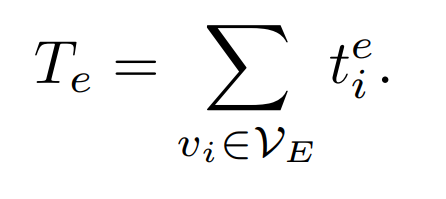 $T_e = \sum_{v_i \in \mathcal{V}_E} t_i^e.$